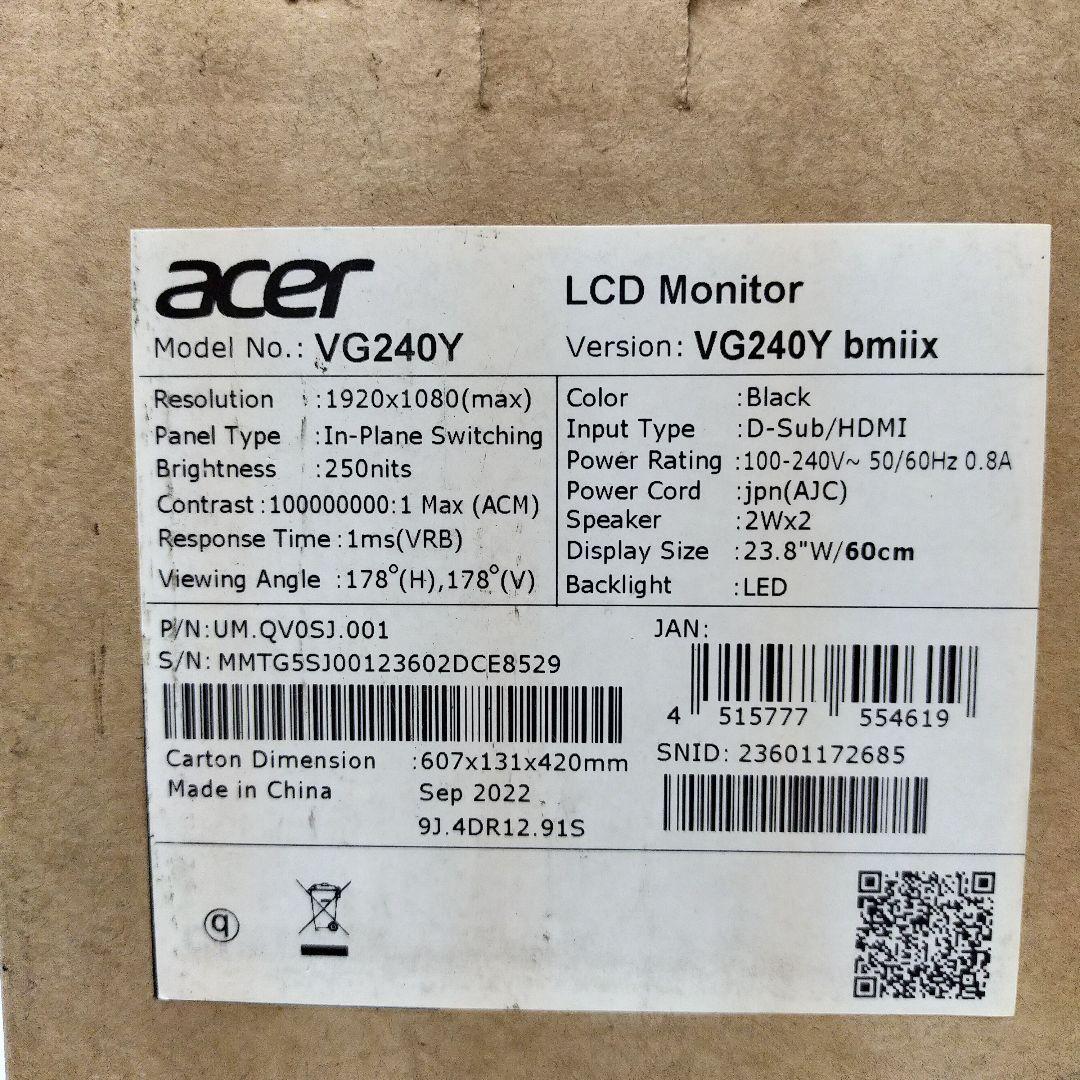 acer
LCD Monitor
Model No.: VG240Y
Version: VG240Y bmiix
Resolution :1920x1080(max)
Panel Type :In-Plane Switching
Brightness :250nits
Contrast :100000000:1 Max (ACM)
Response Time :1ms(VRB)
Viewing Angle :178°(H),178°(V)
Color :Black
Input Type :D-Sub/HDMI
Power Rating :100-240V~ 50/60Hz 0.8A
Power Cord :jpn(AJC)
Speaker :2Wx2
Display Size :23.8"W/60cm
Backlight :LED
P/N:UM.QV0SJ.001
S/N: MMTG5SJ00123602DCE8529
Carton Dimension :607x131x420mm
Made in China Sep 2022
9J.4DR12.91S
JAN:
4 515777 554619
SNID: 23601172685
q